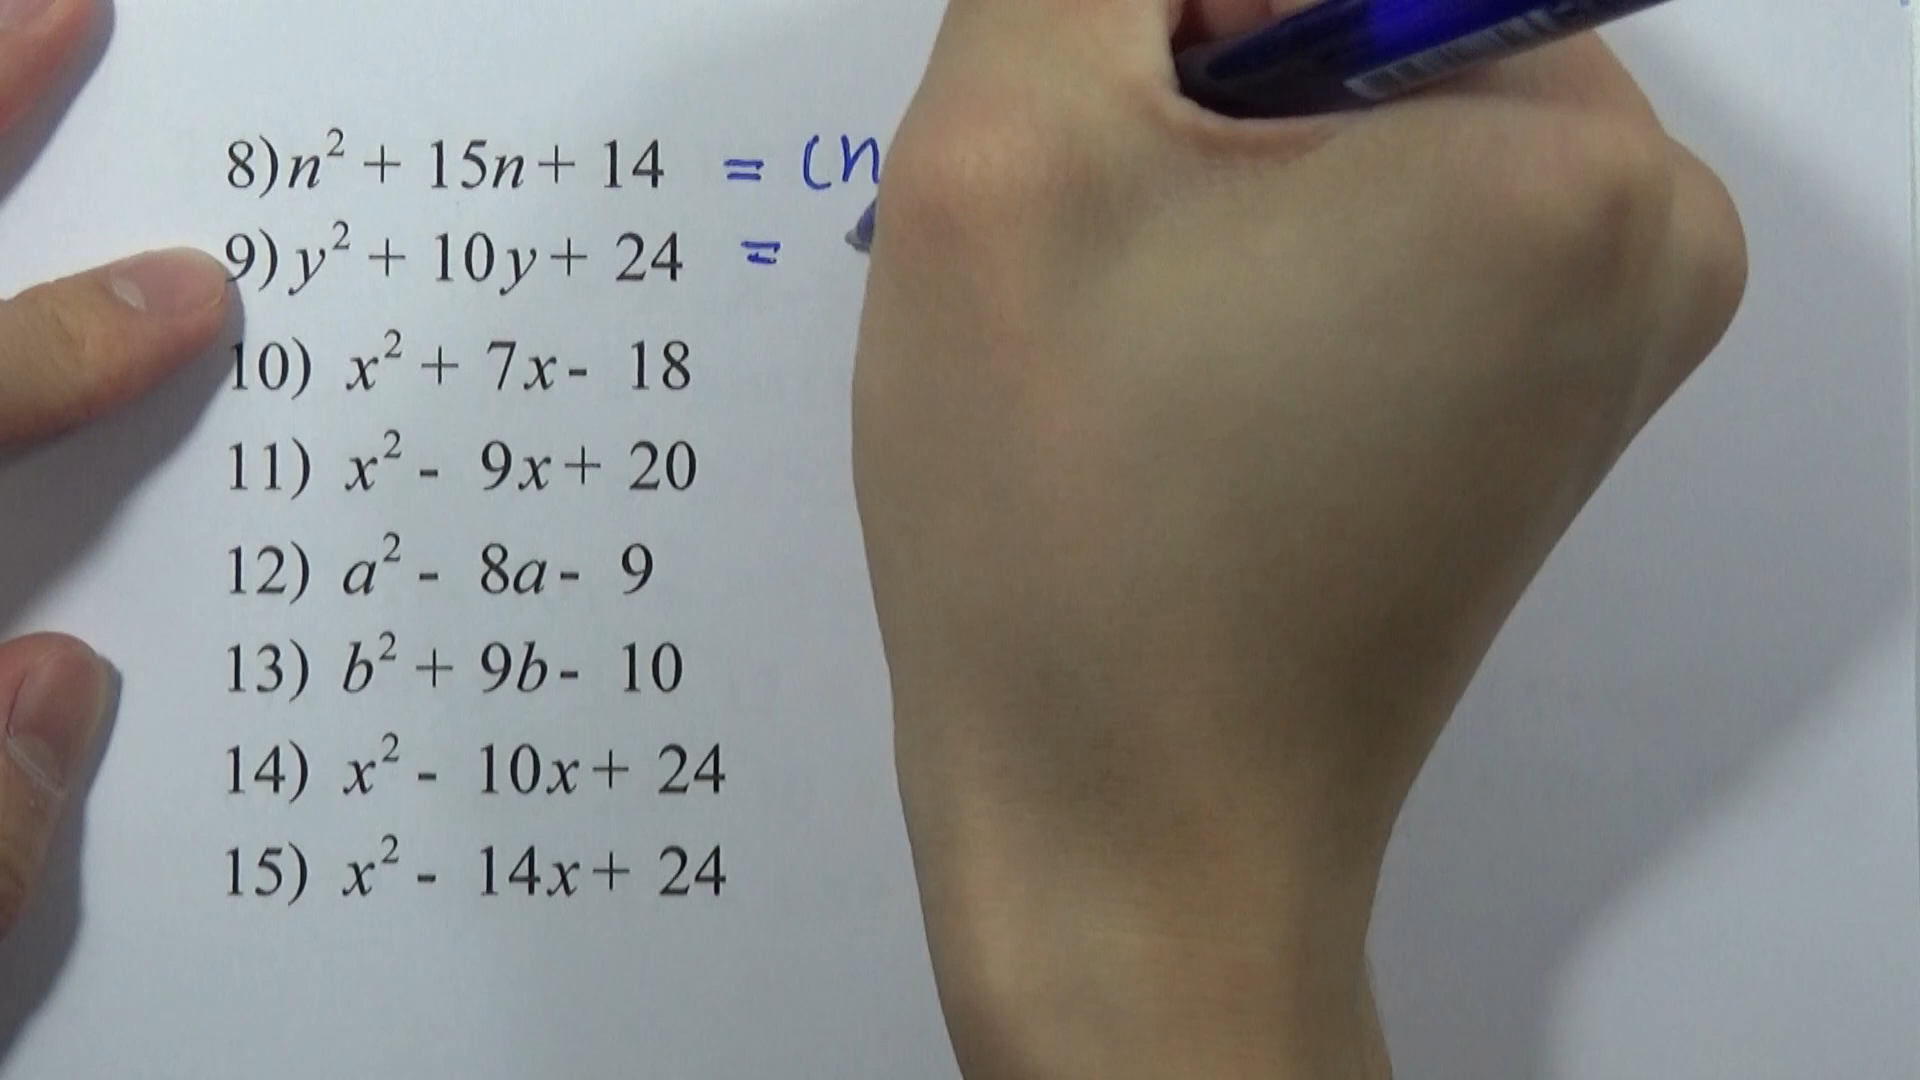 8) n² + 15n + 14 = (n
9) y² + 10y + 24 =
10) x² + 7x - 18
11) x² - 9x + 20
12) a² - 8a - 9
13) b² + 9b - 10
14) x² - 10x + 24
15) x² - 14x + 24